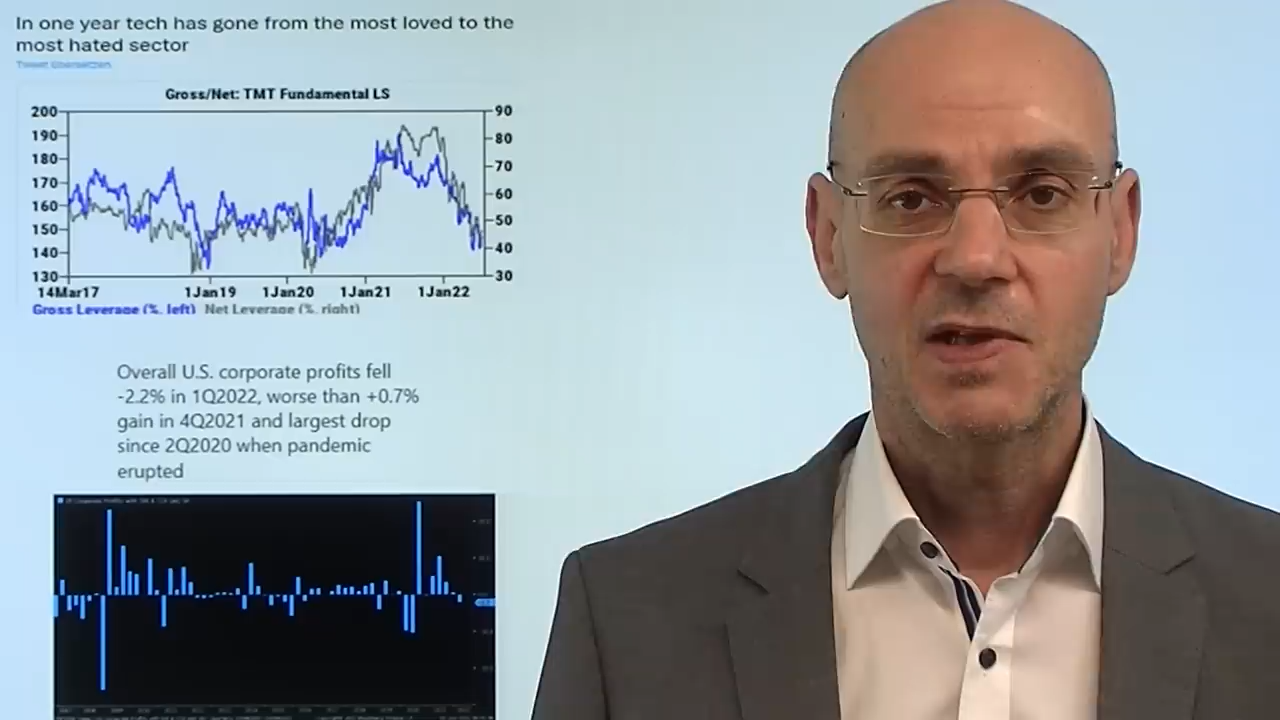 In one year tech has gone from the most loved to the
most hated sector
Tweet übersetzen
Gross/Net: TMT Fundamental LS
200
190
180
170
160
150
140
130
90
80
70
60
50
40
30
14Mar17 1Jan19 1Jan20 1Jan21 1Jan22
Gross Leverage (%, left) Net Leverage (%, right)
Overall U.S. corporate profits fell
-2.2% in 1Q2022, worse than +0.7%
gain in 4Q2021 and largest drop
since 2Q2020 when pandemic
erupted